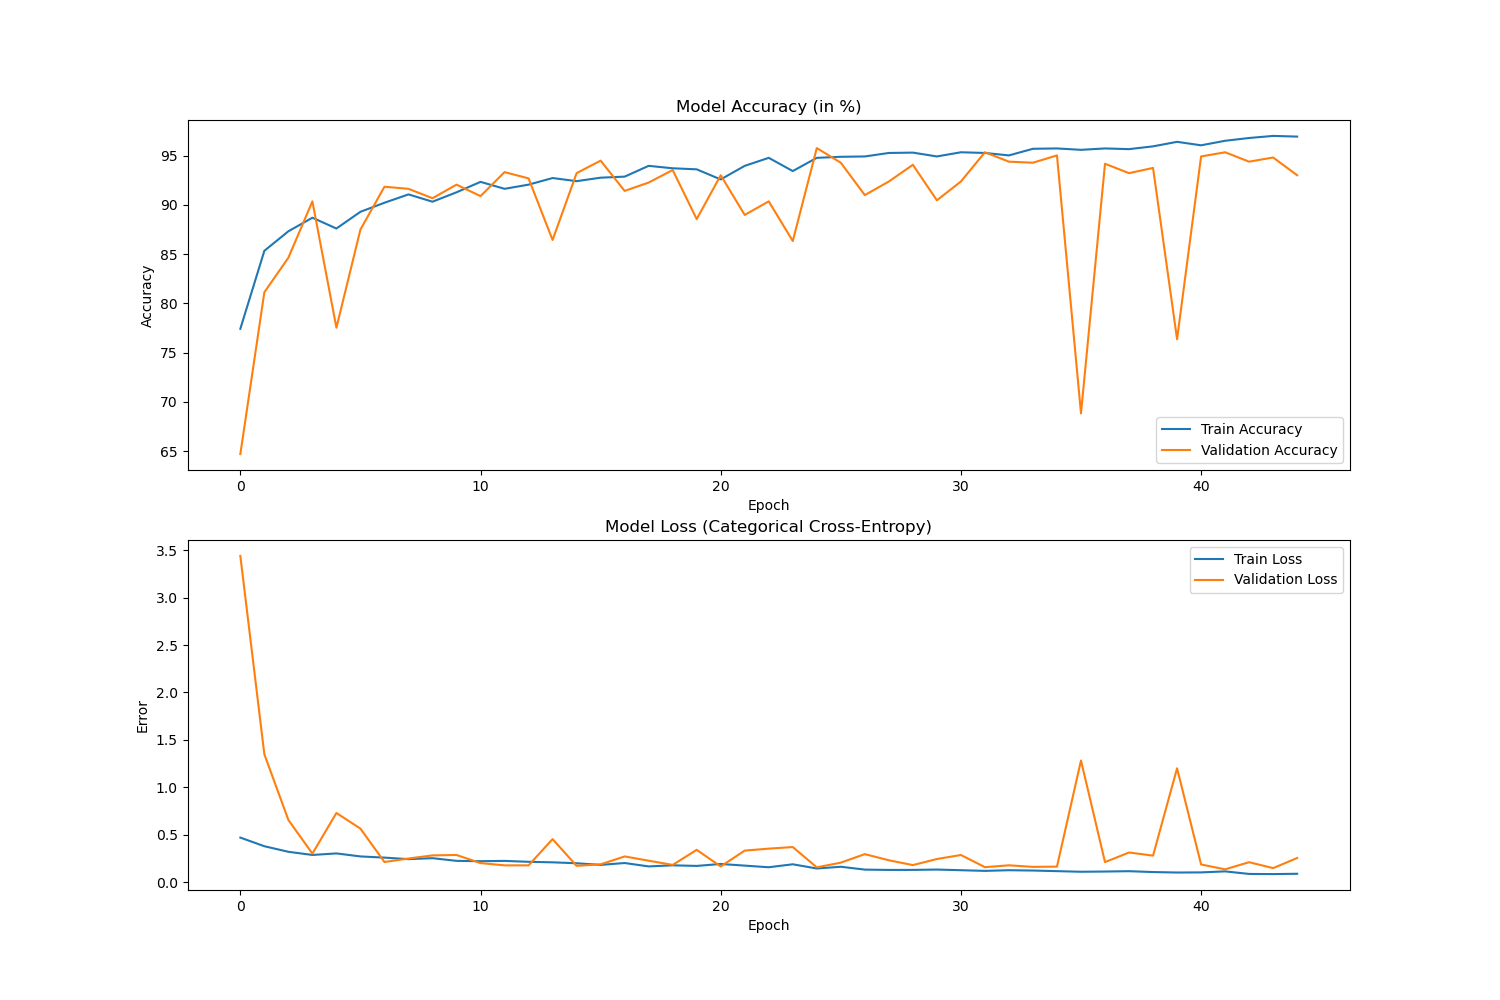 Model Accuracy (in %)
95
90
85
80
75
70
65
Accuracy
Train Accuracy
Validation Accuracy
0 10 20 30 40
Epoch
Model Loss (Categorical Cross-Entropy)
3.5
3.0
2.5
2.0
1.5
1.0
0.5
0.0
Error
Train Loss
Validation Loss
0 10 20 30 40
Epoch